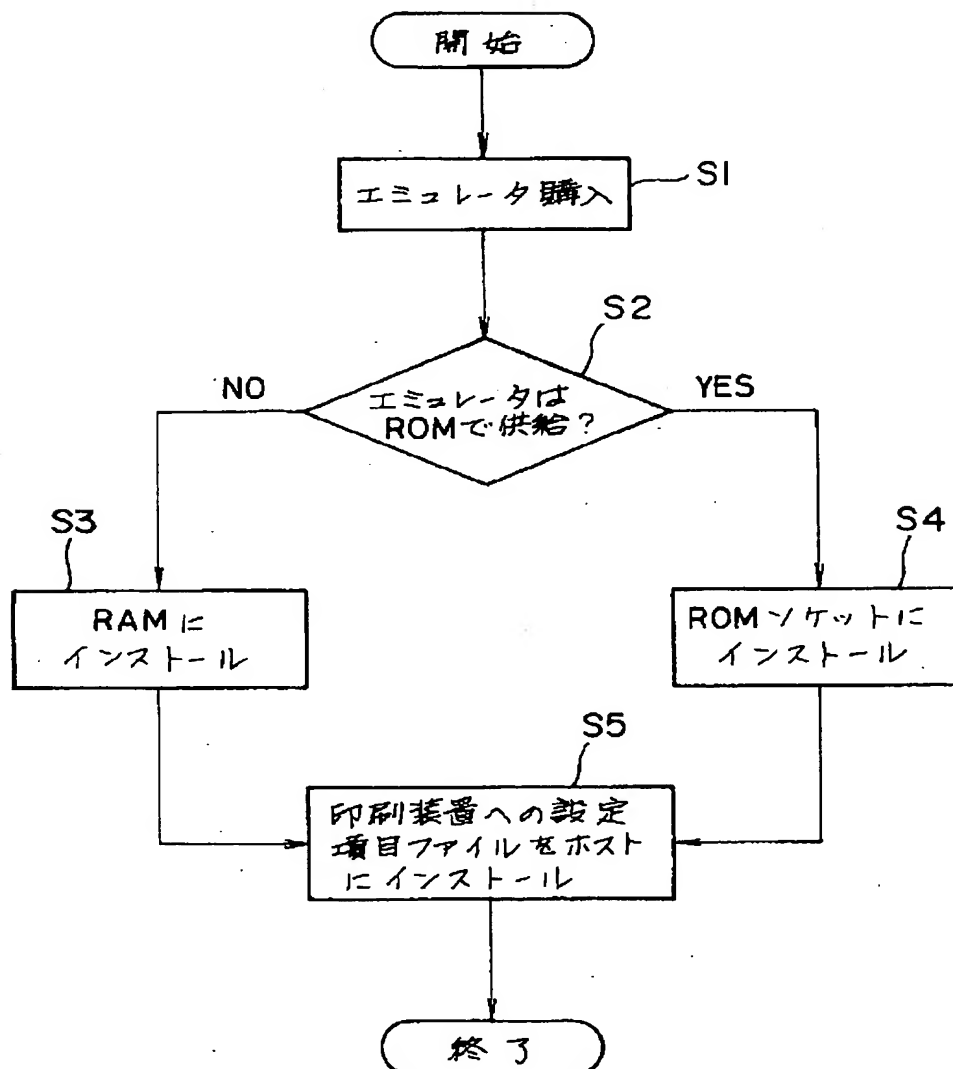 開始
エミュレータ購入
S1
S2
NO
エミュレータは
ROMで供給?
YES
S3
RAMに
インストール
S4
ROMソケットに
インストール
S5
印刷装置への設定
項目ファイルをホスト
にインストール
終了